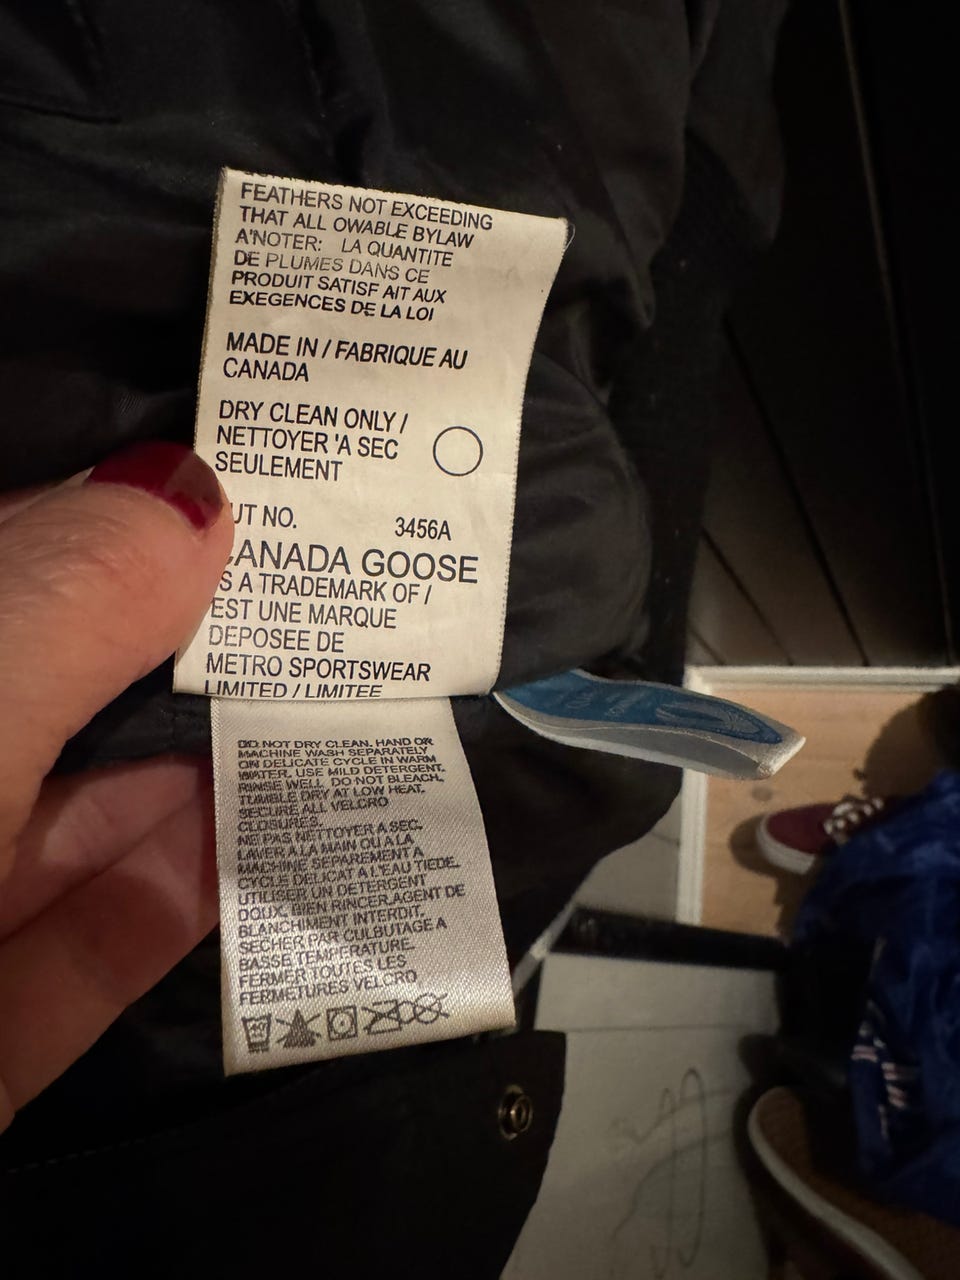 FEATHERS NOT EXCEEDING
THAT ALL OWABLE BYLAW
A'NOTER: LA QUANTITE
DE PLUMES DANS CE
PRODUIT SATISF AIT AUX
EXEGENCES DE LA LOI
MADE IN / FABRIQUE AU
CANADA
DRY CLEAN ONLY /
NETTOYER 'A SEC
SEULEMENT
UT NO. 3456A
CANADA GOOSE
S A TRADEMARK OF /
EST UNE MARQUE
DEPOSEE DE
METRO SPORTSWEAR
LIMITED / LIMITEE
DO NOT DRY CLEAN. HAND OR
MACHINE WASH SEPARATELY
ON DELICATE CYCLE IN WARM
WATER. USE MILD DETERGENT.
RINSE WELL. DO NOT BLEACH.
TUMBLE DRY AT LOW HEAT.
SECURE ALL VELCRO
CLOSURES.
NE PAS NETTOYER A SEC.
LAVER A LA MAIN OU A LA
MACHINE SEPAREMENT A
CYCLE DELICAT A L'EAU TIEDE.
UTILISER UN DETERGENT
DOUX. BIEN RINCER.AGENT DE
BLANCHIMENT INTERDIT.
SECHER PAR CULBUTAGE A
BASSE TEMPERATURE.
FERMER TOUTES LES
FERMETURES VELCRO